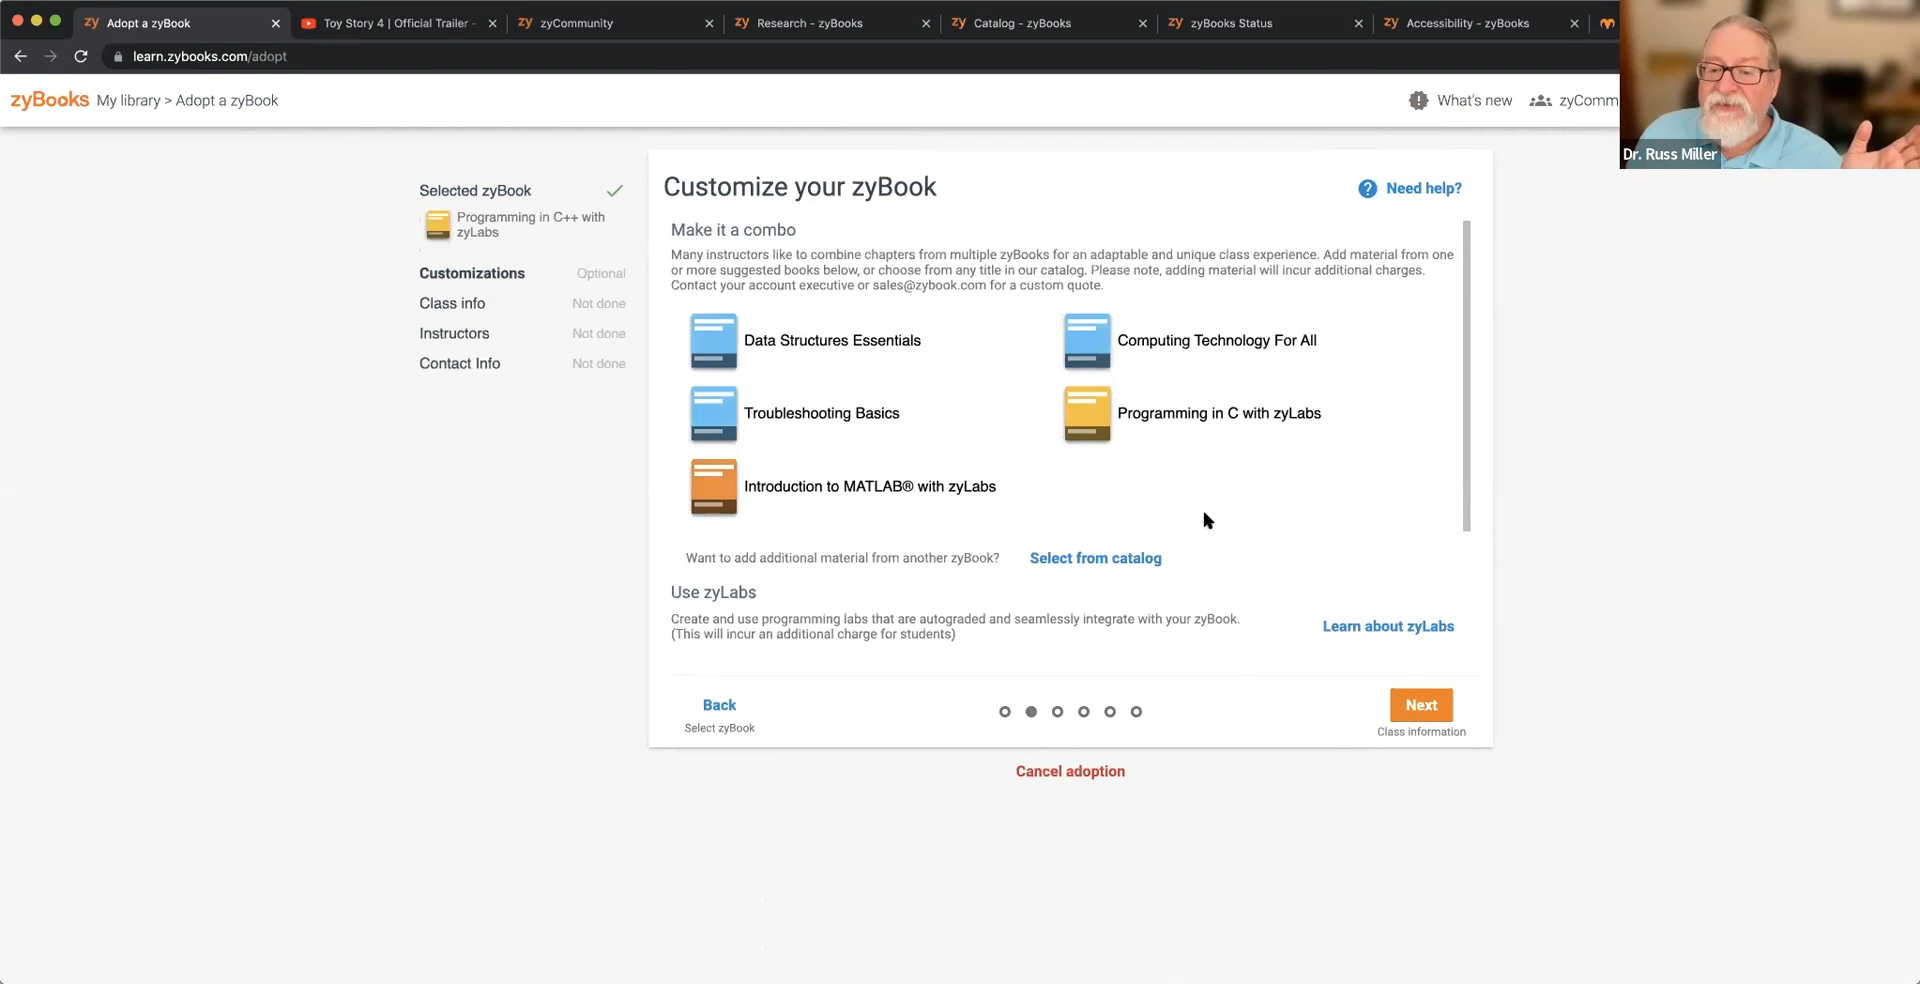 Adopt a zyBook
Toy Story 4 | Official Trailer -
zyCommunity
Research - zyBooks
Catalog - zyBooks
zyBooks Status
Accessibility - zyBooks
learn.zybooks.com/adopt
zyBooks My library > Adopt a zyBook
What's new
zyComm
Dr. Russ Miller
Selected zyBook
Programming in C++ with
zyLabs
Customizations Optional
Class info Not done
Instructors Not done
Contact Info Not done
Customize your zyBook
Need help?
Make it a combo
Many instructors like to combine chapters from multiple zyBooks for an adaptable and unique class experience. Add material from one
or more suggested books below, or choose from any title in our catalog. Please note, adding material will incur additional charges.
Contact your account executive or sales@zybook.com for a custom quote.
Data Structures Essentials
Computing Technology For All
Troubleshooting Basics
Programming in C with zyLabs
Introduction to MATLAB® with zyLabs
Want to add additional material from another zyBook? Select from catalog
Use zyLabs
Create and use programming labs that are autograded and seamlessly integrate with your zyBook.
(This will incur an additional charge for students)
Learn about zyLabs
Back
Select zyBook
Next
Class information
Cancel adoption